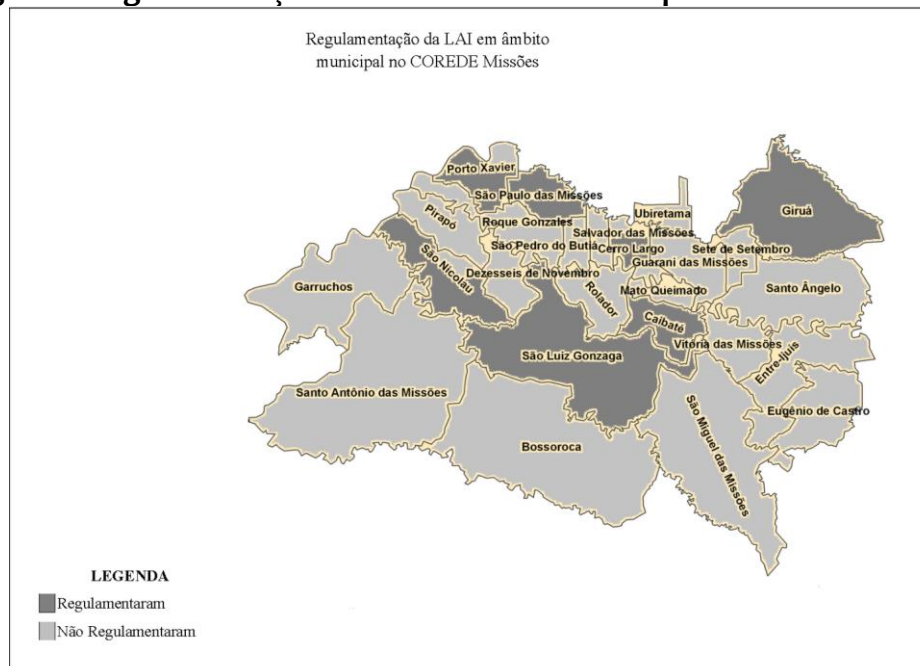 Regulamentação da LAI em âmbito
municipal no COREDE Missões
Porto Xavier
São Paulo das Missões
Giruá
Pirapó
Roque Gonzales
Ubiretama
Salvador das Missões
São Pedro do Butiá
Cerro Largo
Sete de Setembro
Guarani das Missões
São Nicolau
Dezesseis de Novembro
Rolador
Mato Queimado
Santo Ângelo
Garruchos
Caibaté
Vitória das Missões
São Luiz Gonzaga
Entre-Ijuis
Santo Antônio das Missões
São Miguel das Missões
Eugênio de Castro
Bossoroca
LEGENDA
Regulamentaram
Não Regulamentaram